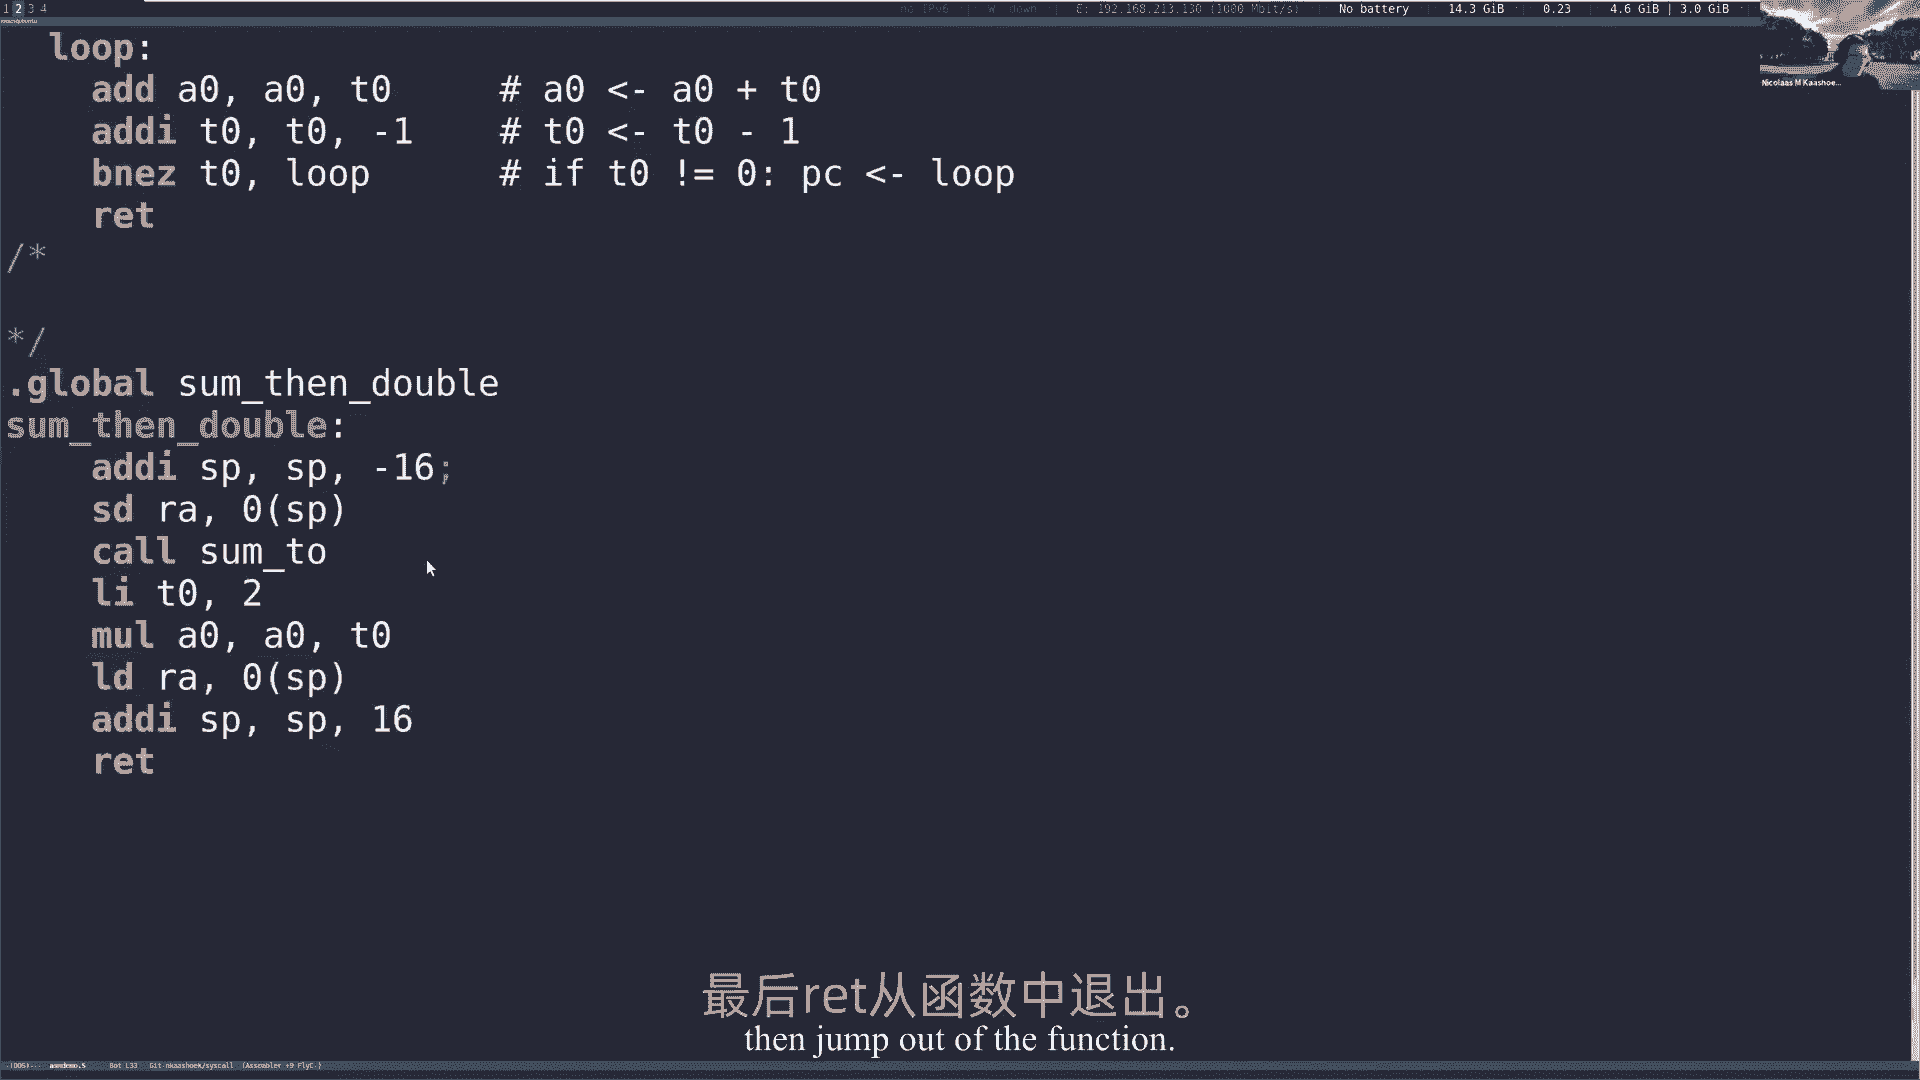 1 2 3 4
no IPv6 | W down | E: 192.168.213.130 (1000 Mbit/s) | No battery | 14.3 GiB | 0.23 | 4.6 GiB | 3.0 GiB
Nicolaas M Kaashoe...
loop:
add a0, a0, t0 # a0 <- a0 + t0
addi t0, t0, -1 # t0 <- t0 - 1
bnez t0, loop # if t0 != 0: pc <- loop
ret
/*
*/
.global sum_then_double
sum_then_double:
addi sp, sp, -16;
sd ra, 0(sp)
call sum_to
li t0, 2
mul a0, a0, t0
ld ra, 0(sp)
addi sp, sp, 16
ret
最后ret从函数中退出。
then jump out of the function.
asmdemo.S Bot L33 Git-nkaashoek/syscall (Assembler +9 FlyC-)